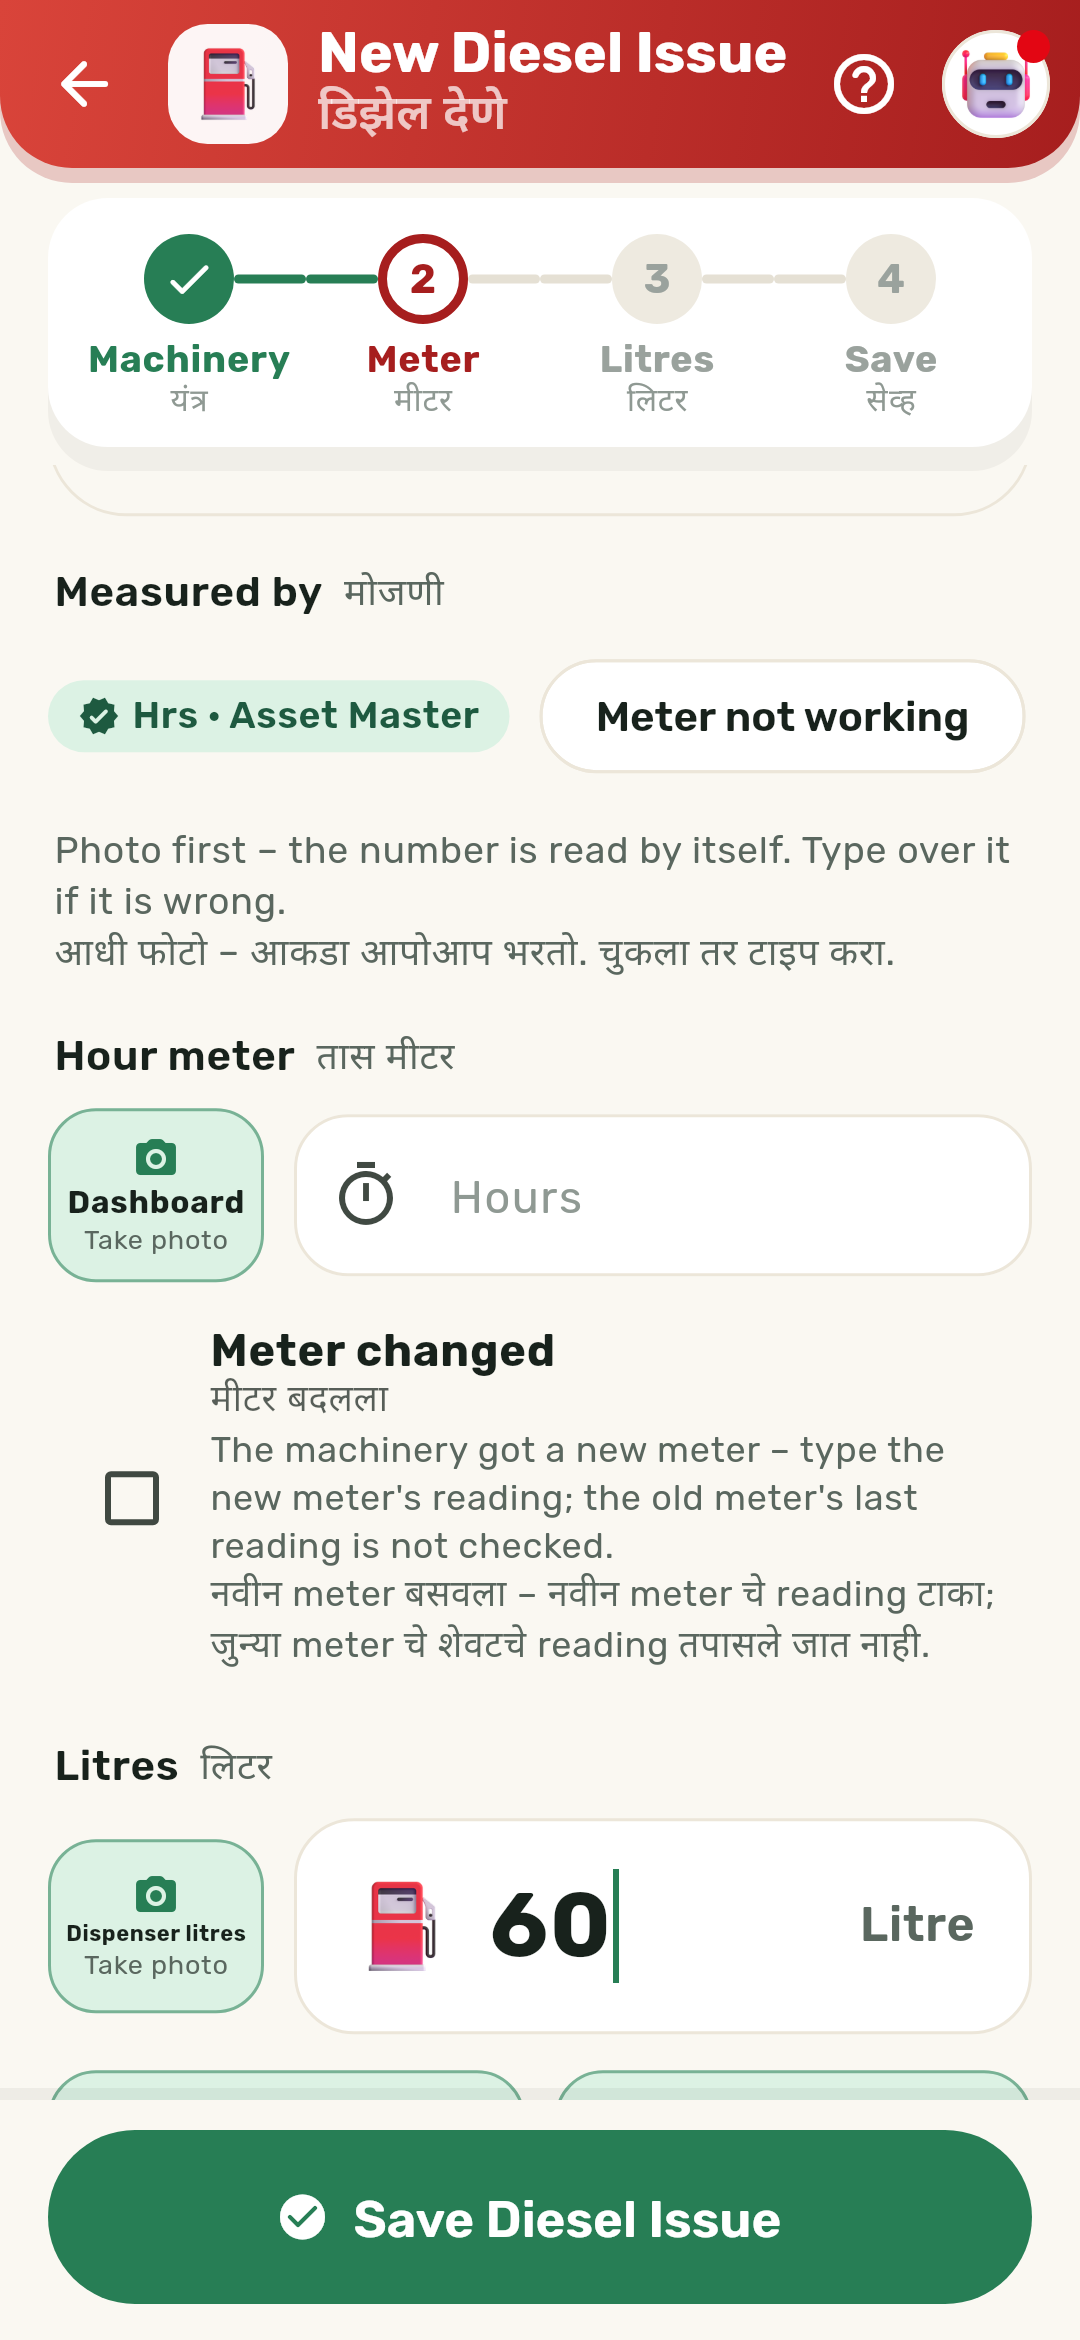 New Diesel Issue
डिझेल देणे
2
3
4
Machinery
Meter
Litres
Save
यंत्र
मीटर
लिटर
सेव्ह
Measured by मोजणी
Hrs • Asset Master
Meter not working
Photo first – the number is read by itself. Type over it
if it is wrong.
आधी फोटो – आकडा आपोआप भरतो. चुकला तर टाइप करा.
Hour meter तास मीटर
Dashboard
Take photo
Hours
Meter changed
मीटर बदलला
The machinery got a new meter – type the
new meter's reading; the old meter's last
reading is not checked.
नवीन meter बसवला – नवीन meter चे reading टाका;
जुन्या meter चे शेवटचे reading तपासले जात नाही.
Litres लिटर
Dispenser litres
Take photo
60
Litre
Save Diesel Issue